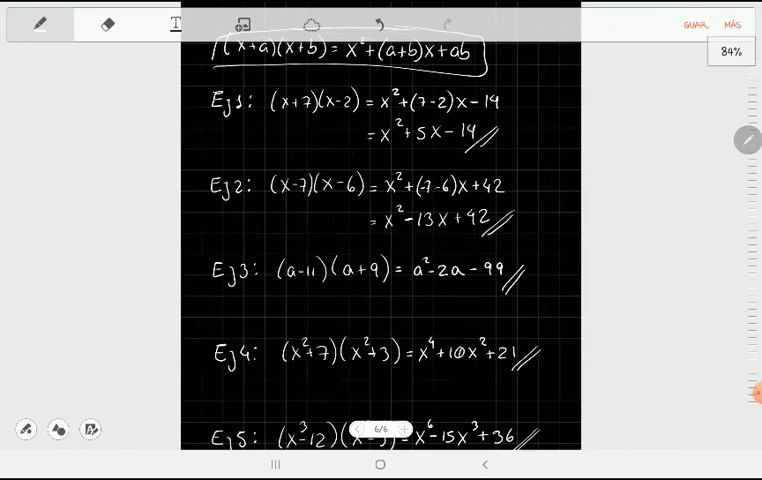 T
GUAR. MÁS
84%
(x+a)(x+b) = x²+(a+b)x+ab
Ej1: (x+7)(x-2) = x²+(7-2)x-14
= x²+5x-14
Ej2: (x-7)(x-6) = x²+(-7-6)x+42
= x²-13x+42
Ej3: (a-11)(a+9) = a²-2a-99
Ej4: (x²+7)(x²+3) = x⁴+10x²+21
Ej5: (x³-12)(x³-3) = x⁶-15x³+36
6/6